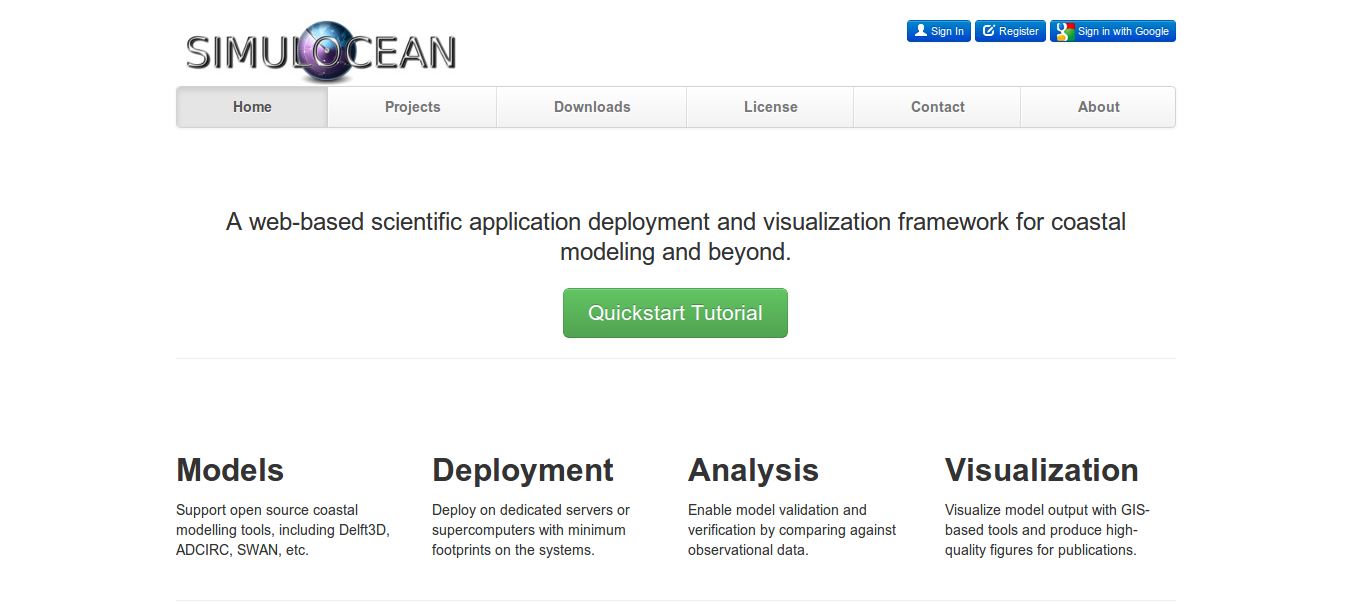 SIMULOCEAN
Sign In
Register
Sign in with Google
Home
Projects
Downloads
License
Contact
About
A web-based scientific application deployment and visualization framework for coastal
modeling and beyond.
Quickstart Tutorial
Models
Support open source coastal
modelling tools, including Delft3D,
ADCIRC, SWAN, etc.
Deployment
Deploy on dedicated servers or
supercomputers with minimum
footprints on the systems.
Analysis
Enable model validation and
verification by comparing against
observational data.
Visualization
Visualize model output with GIS-
based tools and produce high-
quality figures for publications.